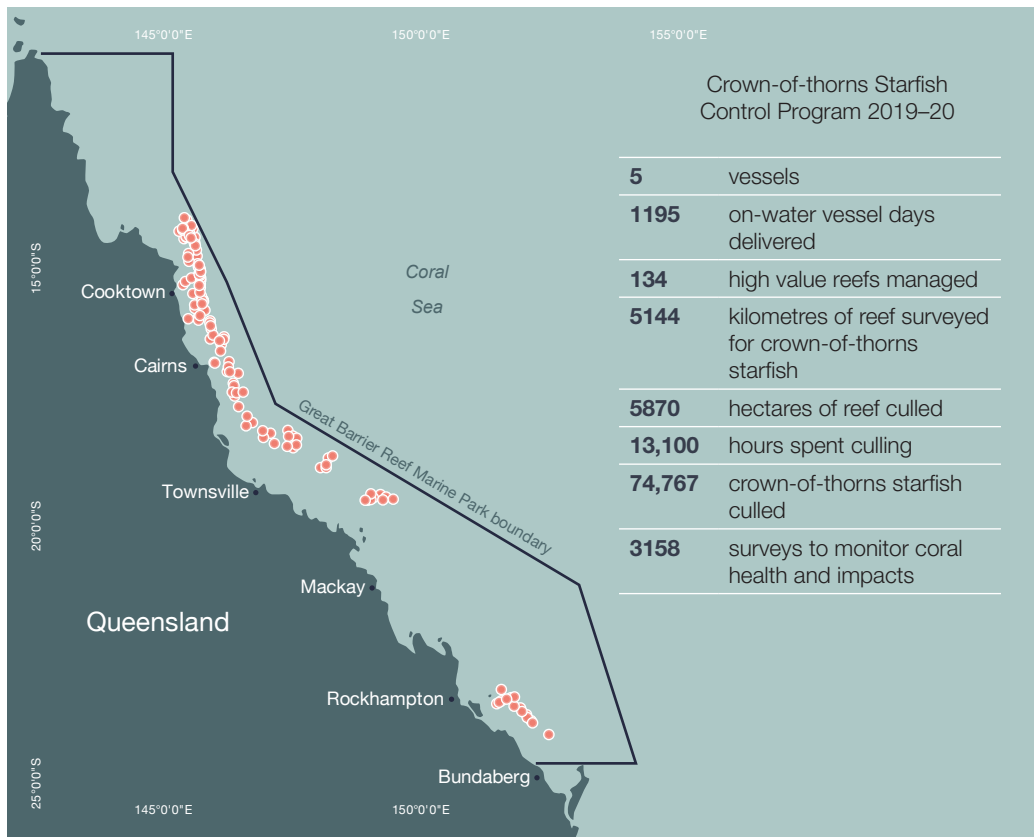 145°0'0"E
150°0'0"E
155°0'0"E
Crown-of-thorns Starfish
Control Program 2019–20
5 vessels
1195 on-water vessel days
delivered
134 high value reefs managed
5144 kilometres of reef surveyed
for crown-of-thorns
starfish
5870 hectares of reef culled
13,100 hours spent culling
74,767 crown-of-thorns starfish
culled
3158 surveys to monitor coral
health and impacts
15°0'0"S
Coral
Sea
Cooktown
Cairns
Great Barrier Reef Marine Park boundary
Townsville
20°0'0"S
Mackay
Queensland
Rockhampton
Bundaberg
25°0'0"S
145°0'0"E
150°0'0"E